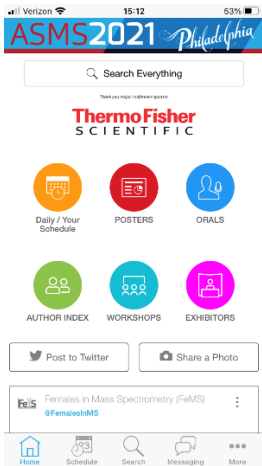 Verizon 15:12 53%
ASMS2021 Philadelphia
Search Everything
Thank you major conference sponsor
ThermoFisher
SCIENTIFIC
Daily / Your
Schedule
POSTERS
ORALS
AUTHOR INDEX
WORKSHOPS
EXHIBITORS
Post to Twitter
Share a Photo
FeMS
Females in Mass Spectrometry (FeMS)
@FemalesInMS
Home
Schedule
Search
Messaging
More